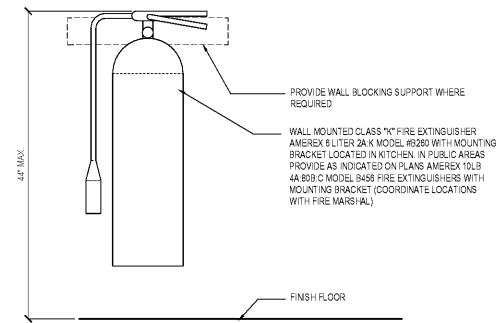 PROVIDE WALL BLOCKING SUPPORT WHERE
REQUIRED
WALL MOUNTED CLASS "K" FIRE EXTINGUISHER
AMEREX 6 LITER 2A:K MODEL #B260 WITH MOUNTING
BRACKET LOCATED IN KITCHEN. IN PUBLIC AREAS
PROVIDE AS INDICATED ON PLANS AMEREX 10LB
4A:80B:C MODEL B456 FIRE EXTINGUISHERS WITH
MOUNTING BRACKET (COORDINATE LOCATIONS
WITH FIRE MARSHAL)
44" MAX.
FINISH FLOOR